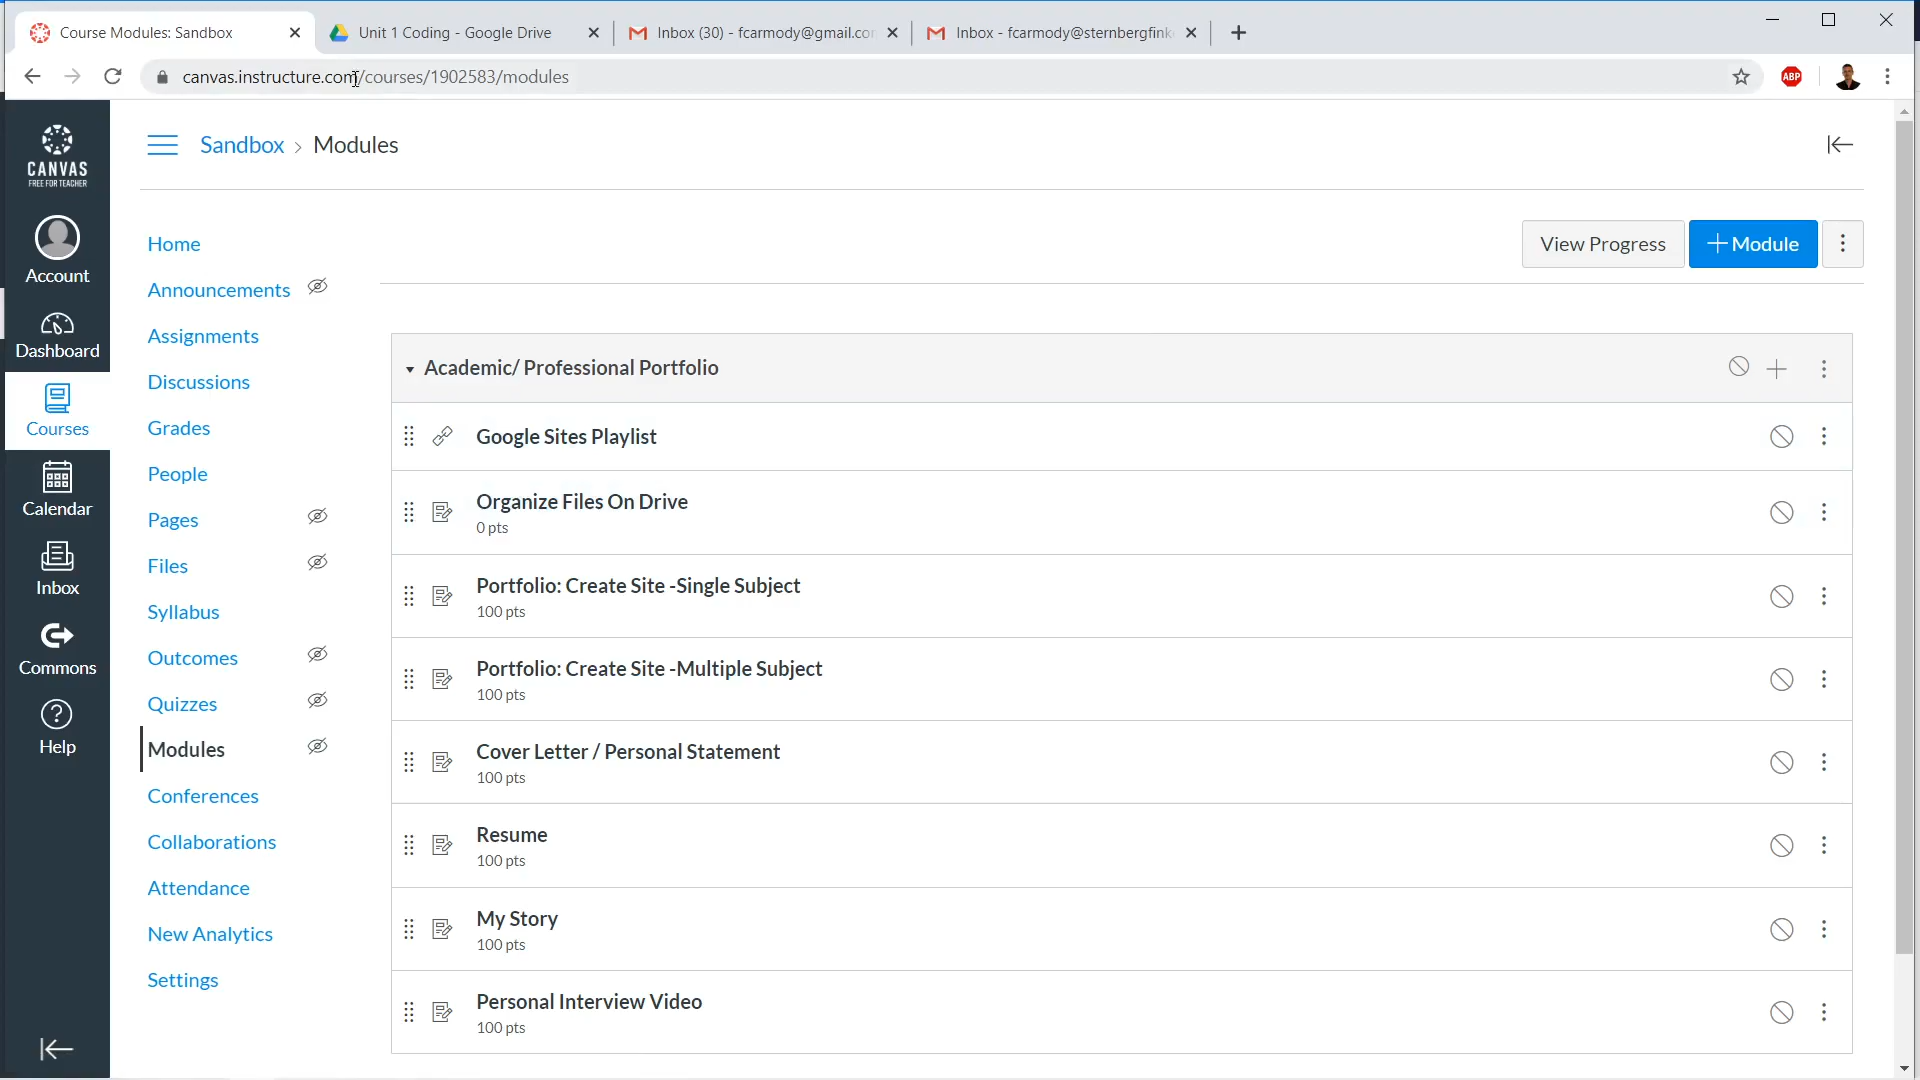 Course Modules: Sandbox
Unit 1 Coding - Google Drive
Inbox (30) - fcarmody@gmail.co
Inbox - fcarmody@sternbergfink
canvas.instructure.com/courses/1902583/modules
ABP
CANVAS
FREE FOR TEACHER
Account
Dashboard
Courses
Calendar
Inbox
Commons
Help
Sandbox > Modules
Home
Announcements
Assignments
Discussions
Grades
People
Pages
Files
Syllabus
Outcomes
Quizzes
Modules
Conferences
Collaborations
Attendance
New Analytics
Settings
View Progress
+ Module
Academic/ Professional Portfolio
Google Sites Playlist
Organize Files On Drive
0 pts
Portfolio: Create Site -Single Subject
100 pts
Portfolio: Create Site -Multiple Subject
100 pts
Cover Letter / Personal Statement
100 pts
Resume
100 pts
My Story
100 pts
Personal Interview Video
100 pts